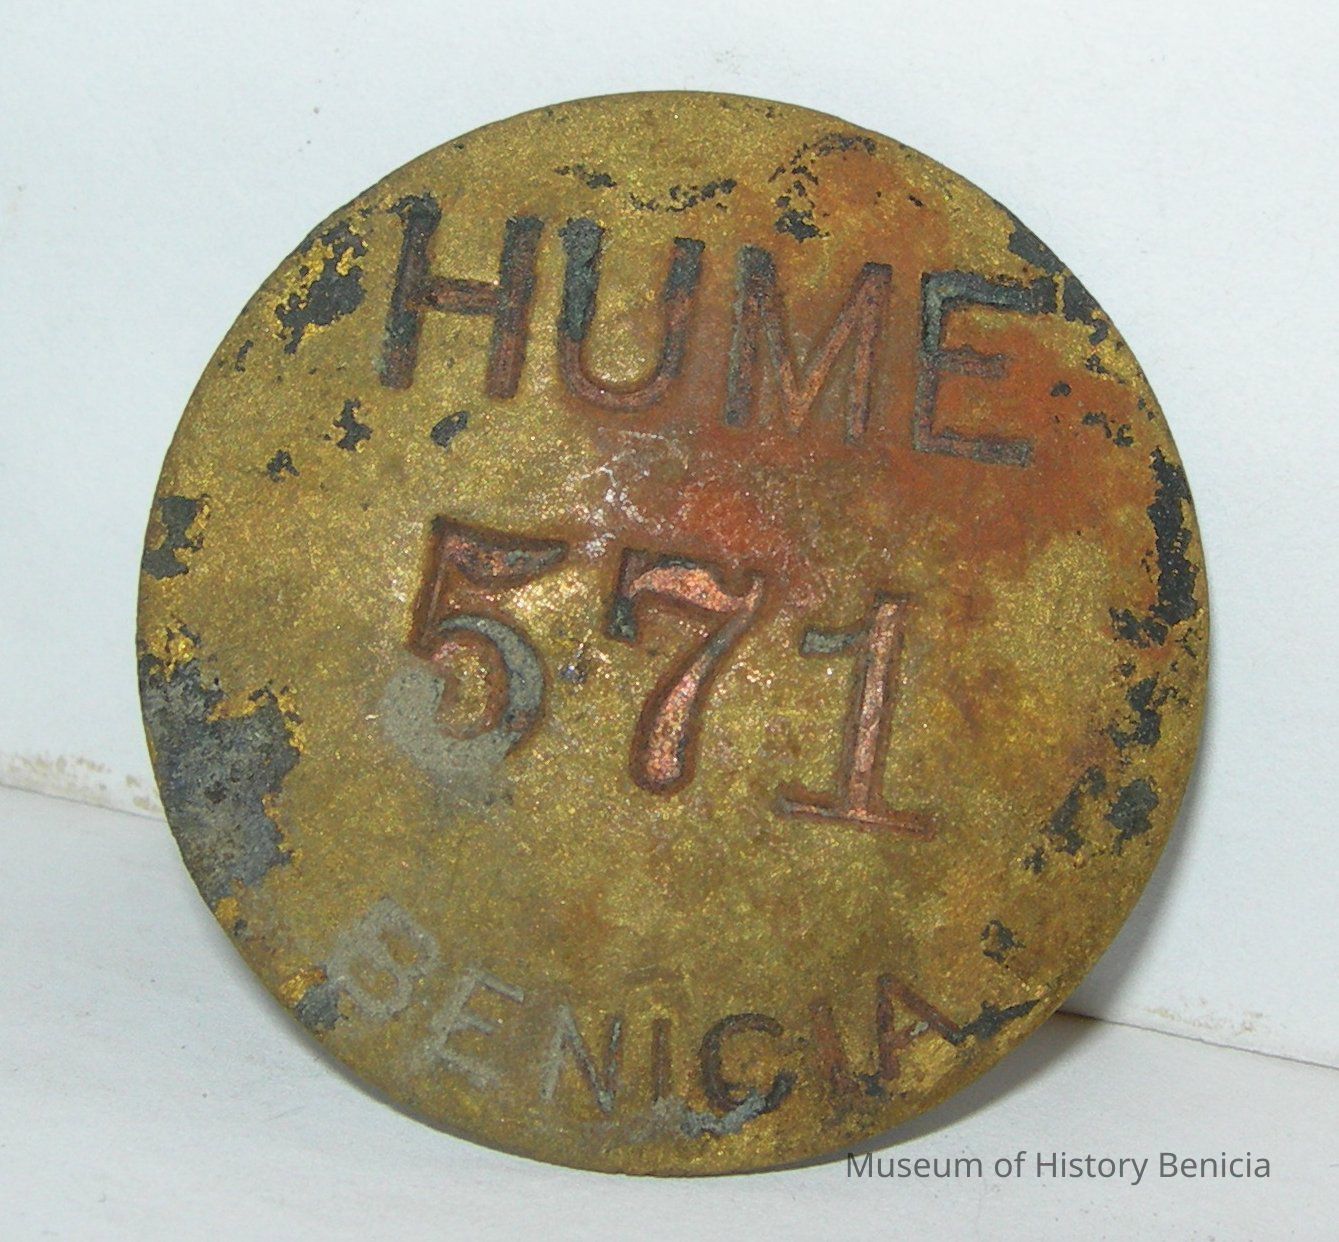 HUME
571
BENICIA
Museum of History Benicia